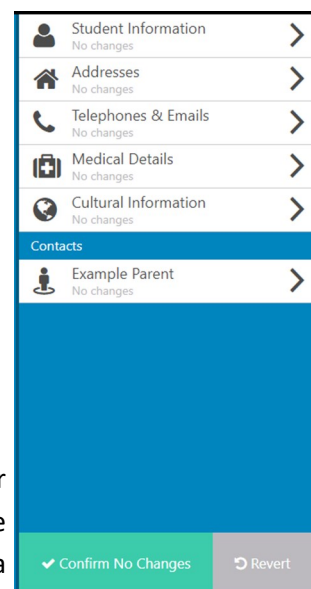 Student Information
No changes
Addresses
No changes
Telephones & Emails
No changes
Medical Details
No changes
Cultural Information
No changes
Contacts
Example Parent
No changes
r
e
a
Confirm No Changes
Revert